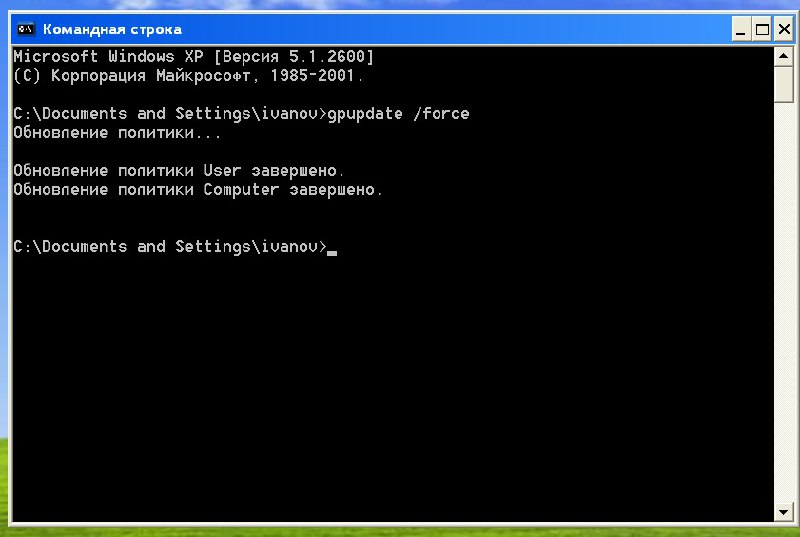 Командная строка
Microsoft Windows XP [Версия 5.1.2600]
(С) Корпорация Майкрософт, 1985-2001.
C:\Documents and Settings\ivanov>gpupdate /force
Обновление политики...
Обновление политики User завершено.
Обновление политики Computer завершено.
C:\Documents and Settings\ivanov>_